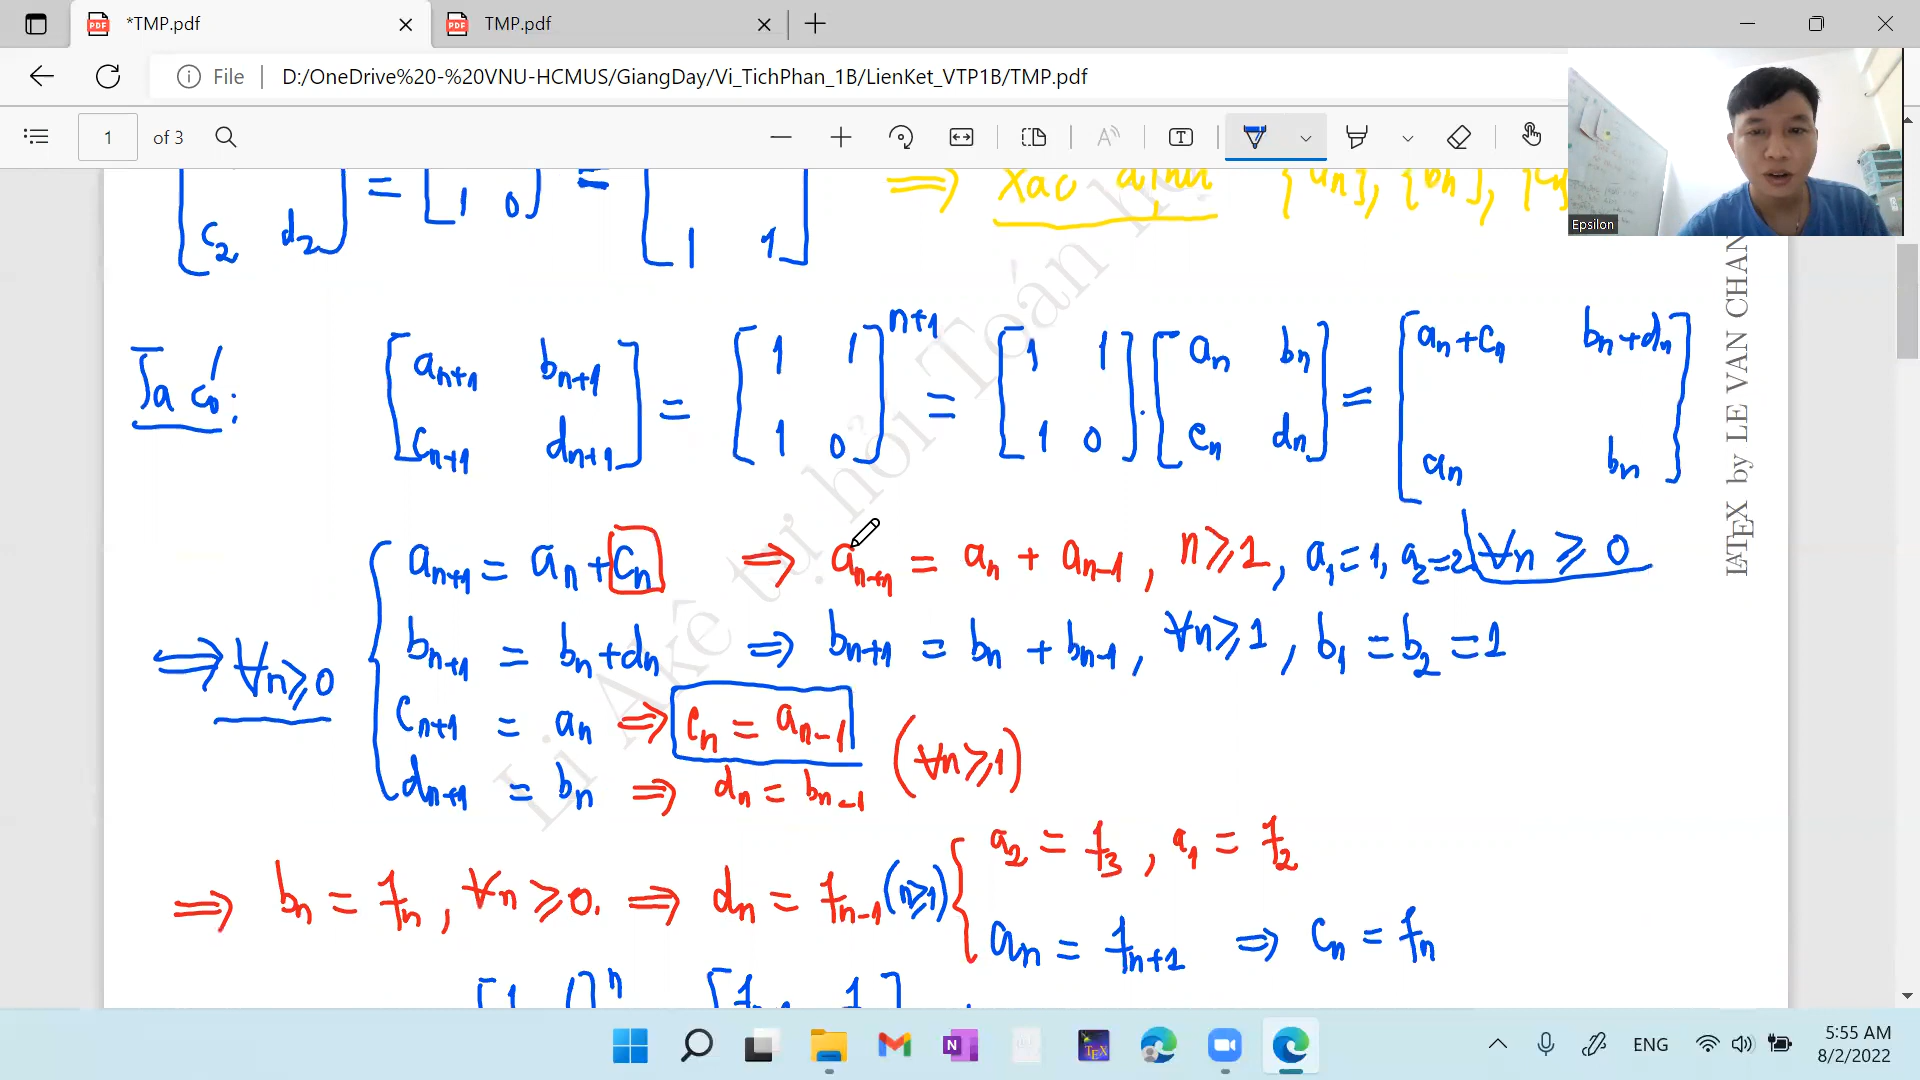 *TMP.pdf
TMP.pdf
File D:/OneDrive%20-%20VNU-HCMUS/GiangDay/Vi_TichPhan_1B/LienKet_VTP1B/TMP.pdf
1 of 3
Epsilon
c₂ d₂ = 1 0 = 1 1
Ta có: [aₙ₊₁ bₙ₊₁ cₙ₊₁ dₙ₊₁] = [1 1 1 0]ⁿ⁺¹ = [1 1 1 0] . [aₙ bₙ cₙ dₙ] = [aₙ+cₙ bₙ+dₙ aₙ bₙ]
aₙ₊₁ = aₙ + cₙ ⇒ aₙ₊ₙ = aₙ + aₙ₋₁, n ≥ 1, a₁ = 1, a₂ = 2 ∀n ≥ 0
⇔ ∀n ≥ 0
bₙ₊₁ = bₙ + dₙ ⇒ bₙ₊₁ = bₙ + bₙ₋₁, ∀n ≥ 1, b₁ = b₂ = 1
cₙ₊₁ = aₙ ⇒ cₙ = aₙ₋₁ (∀n ≥ 1)
dₙ₊₁ = bₙ ⇒ dₙ = bₙ₋₁
a₂ = f₃, a₁ = f₂
⇒ bₙ = fₙ, ∀n ≥ 0. ⇒ dₙ = fₙ₋₁ (n ≥ 1)
aₙ = fₙ₊₁ ⇒ cₙ = fₙ
LATEX by LE VAN CHAN
ENG
5:55 AM
8/2/2022